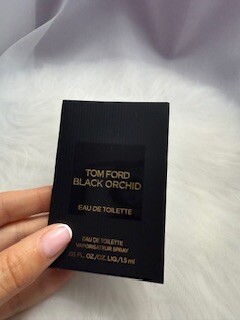 TOM FORD
BLACK ORCHID
EAU DE TOILETTE
EAU DE TOILETTE
VAPORISATEUR SPRAY
.05 FL.OZ./OZ.LIQ./1.5 ml